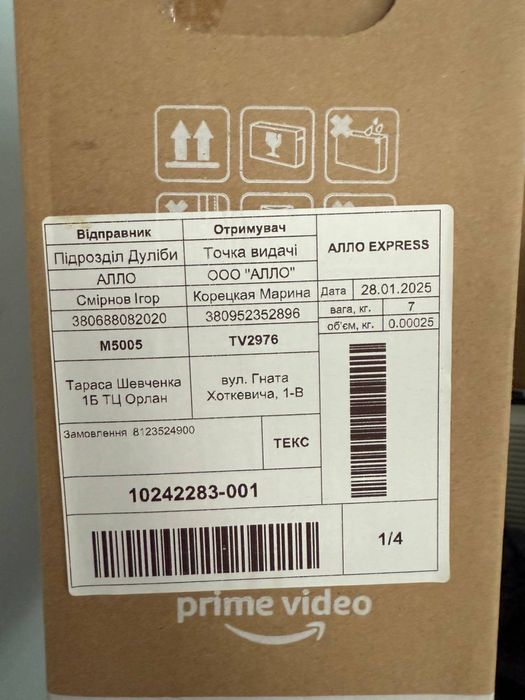 Відправник
Отримувач
АЛЛО EXPRESS
Підрозділ Дуліби
Точка видачі
АЛЛО
ООО "АЛЛО"
Смірнов Ігор
Корецкая Марина
Дата 28.01.2025
380688082020
380952352896
вага, кг. 7
об'єм, кг. 0.00025
M5005
TV2976
Тараса Шевченка
1Б ТЦ Орлан
вул. Гната
Хоткевича, 1-В
Замовлення 8123524900
ТЕКС
10242283-001
1/4
prime video